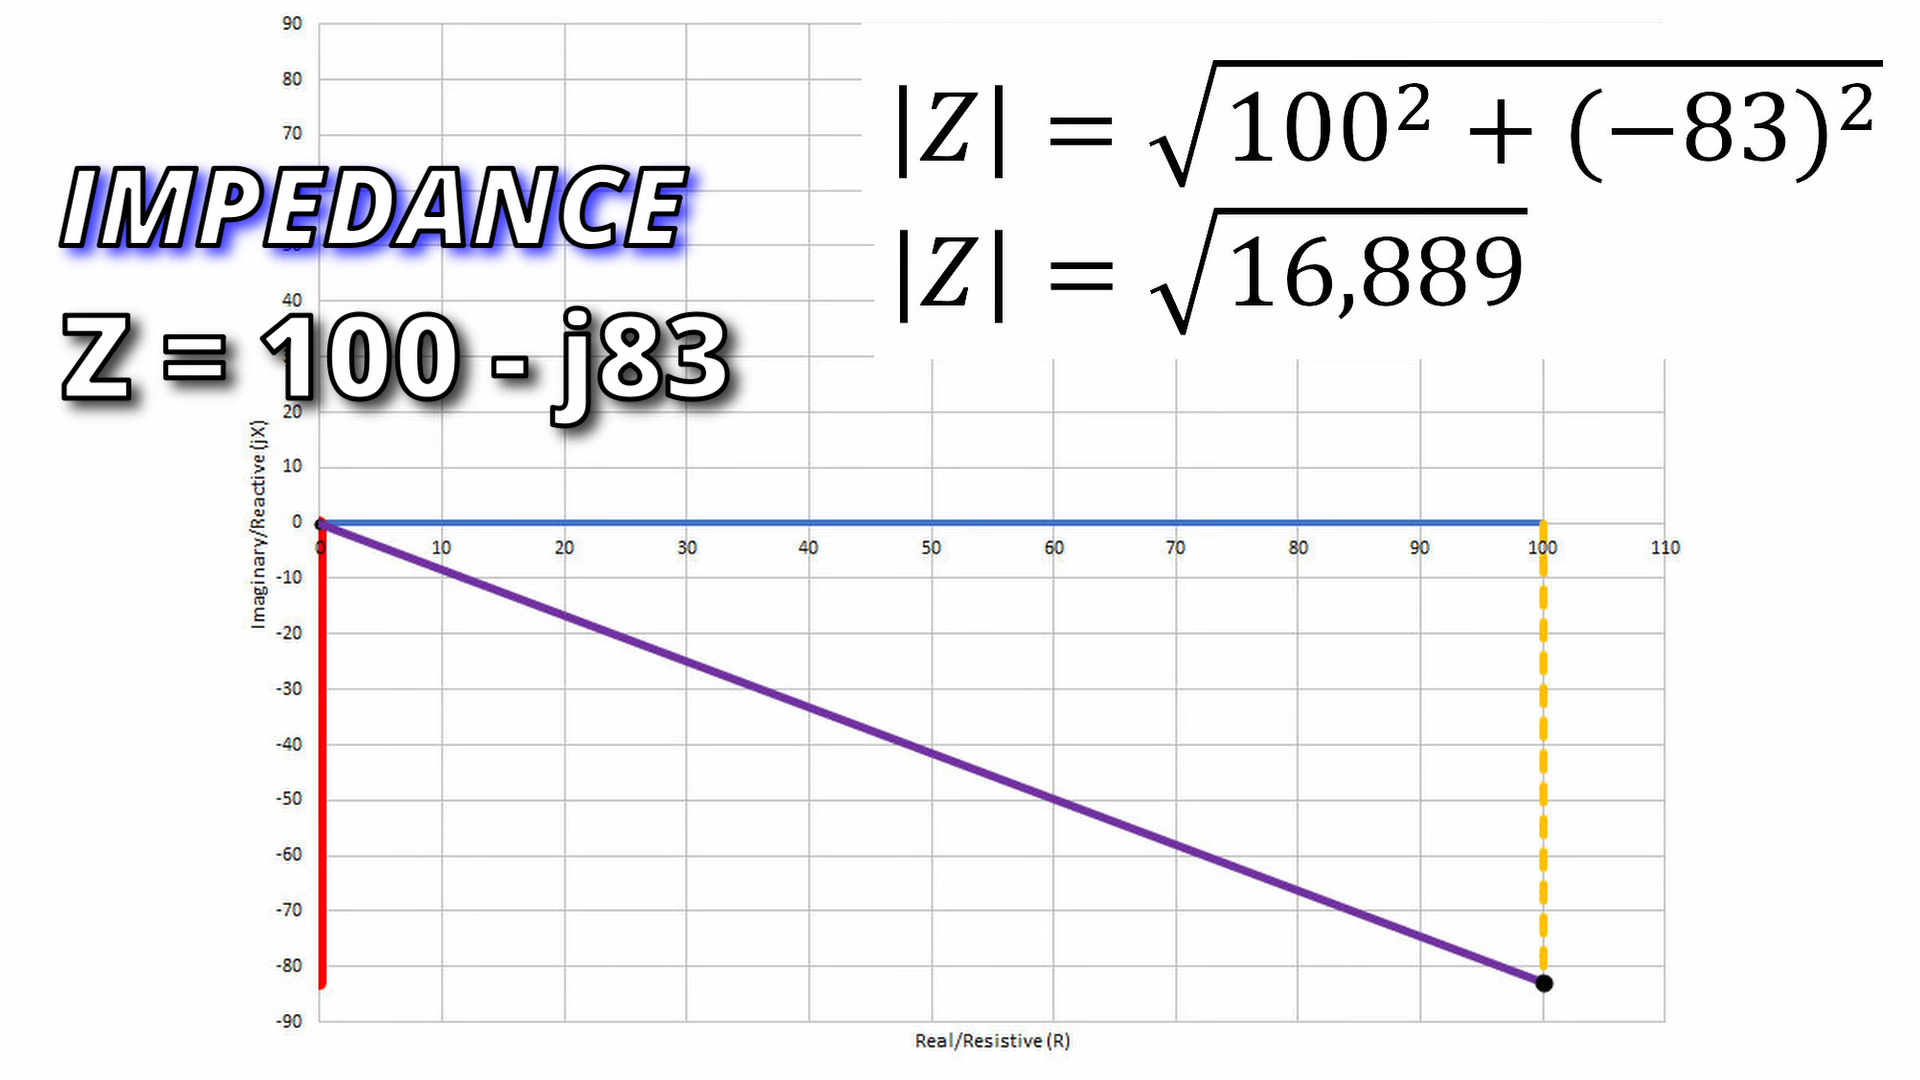 90
80
70
|Z| = √100² + (−83)²
IMPEDANCE
|Z| = √16,889
40
Z = 100 - j83
20
10
0
0 10 20 30 40 50 60 70 80 90 100 110
-10
-20
-30
-40
-50
-60
-70
-80
-90
Imaginary/Reactive (jX)
Real/Resistive (R)